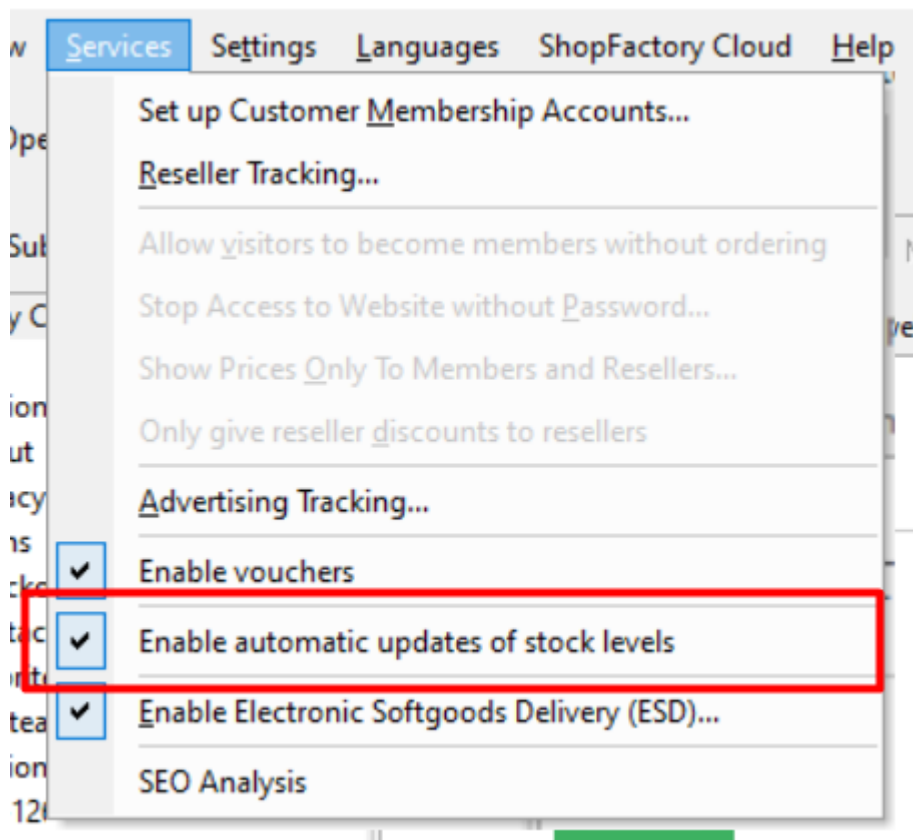 Services Settings Languages ShopFactory Cloud Help
Set up Customer Membership Accounts...
Reseller Tracking...
Allow visitors to become members without ordering
Stop Access to Website without Password...
Show Prices Only To Members and Resellers...
Only give reseller discounts to resellers
Advertising Tracking...
Enable vouchers
Enable automatic updates of stock levels
Enable Electronic Softgoods Delivery (ESD)...
SEO Analysis